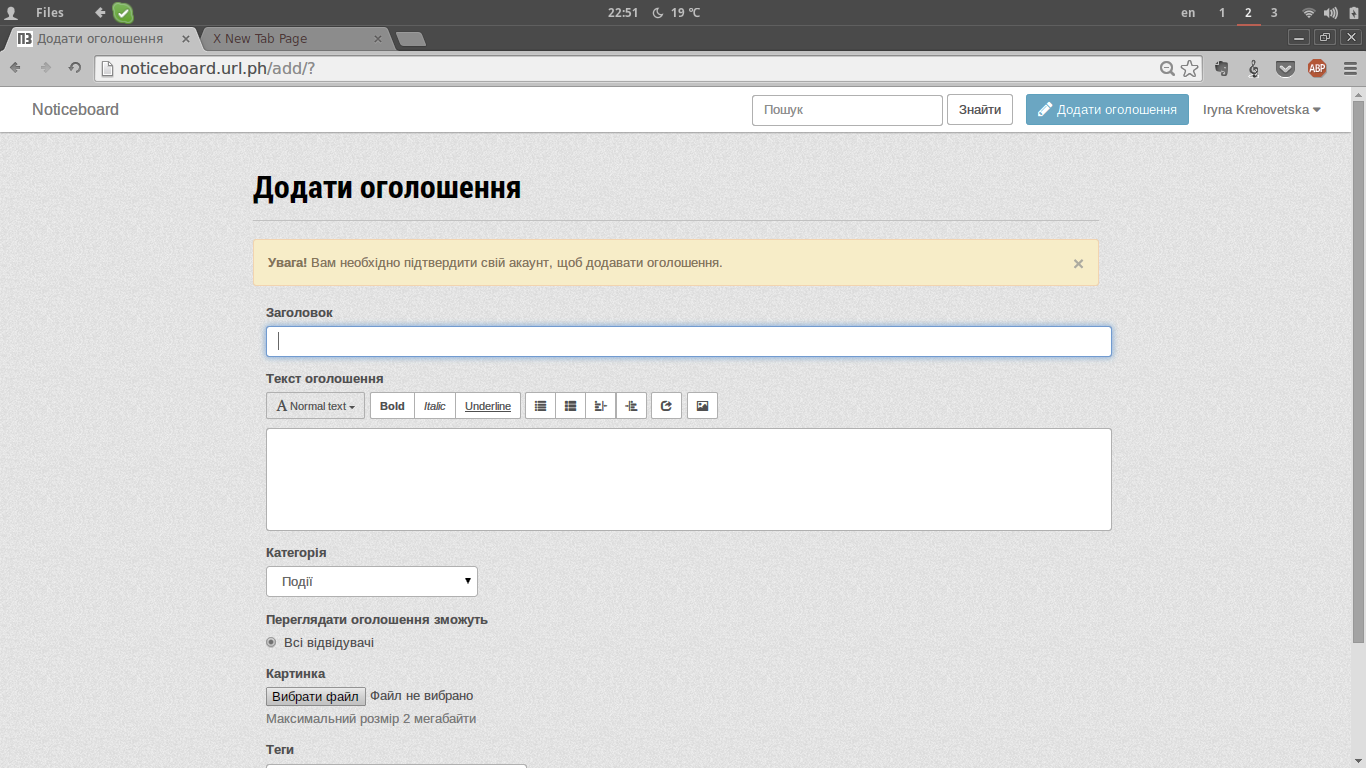 Files 22:51 19 ℃ en 1 2 3
Додати оголошення × X New Tab Page ×
noticeboard.url.ph/add/? ABP
Noticeboard Пошук Знайти Додати оголошення Iryna Krehovetska
Додати оголошення
Увага! Вам необхідно підтвердити свій акаунт, щоб додавати оголошення. ×
Заголовок
Текст оголошення
A Normal text Bold Italic Underline
Категорія
Події
Переглядати оголошення зможуть
Всі відвідувачі
Картинка
Вибрати файл Файл не вибрано
Максимальний розмір 2 мегабайти
Теги